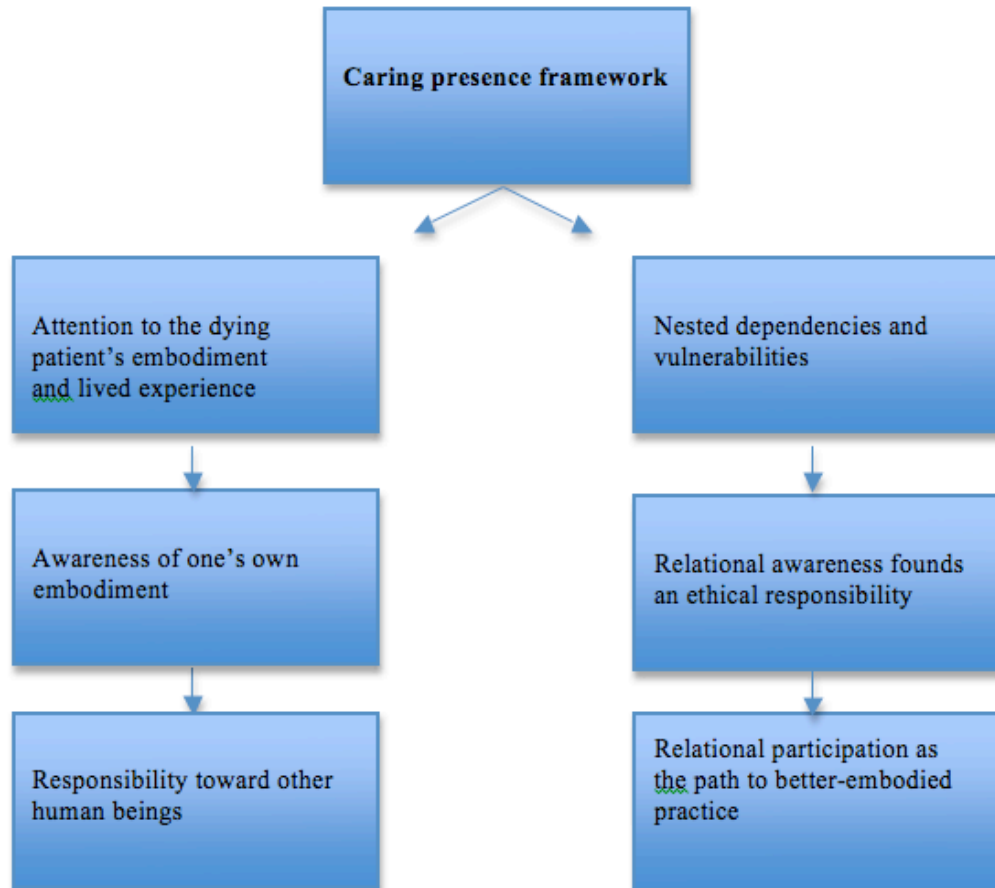 Caring presence framework
Attention to the dying
patient’s embodiment
and lived experience
Awareness of one’s own
embodiment
Responsibility toward other
human beings
Nested dependencies and
vulnerabilities
Relational awareness founds
an ethical responsibility
Relational participation as
the path to better-embodied
practice